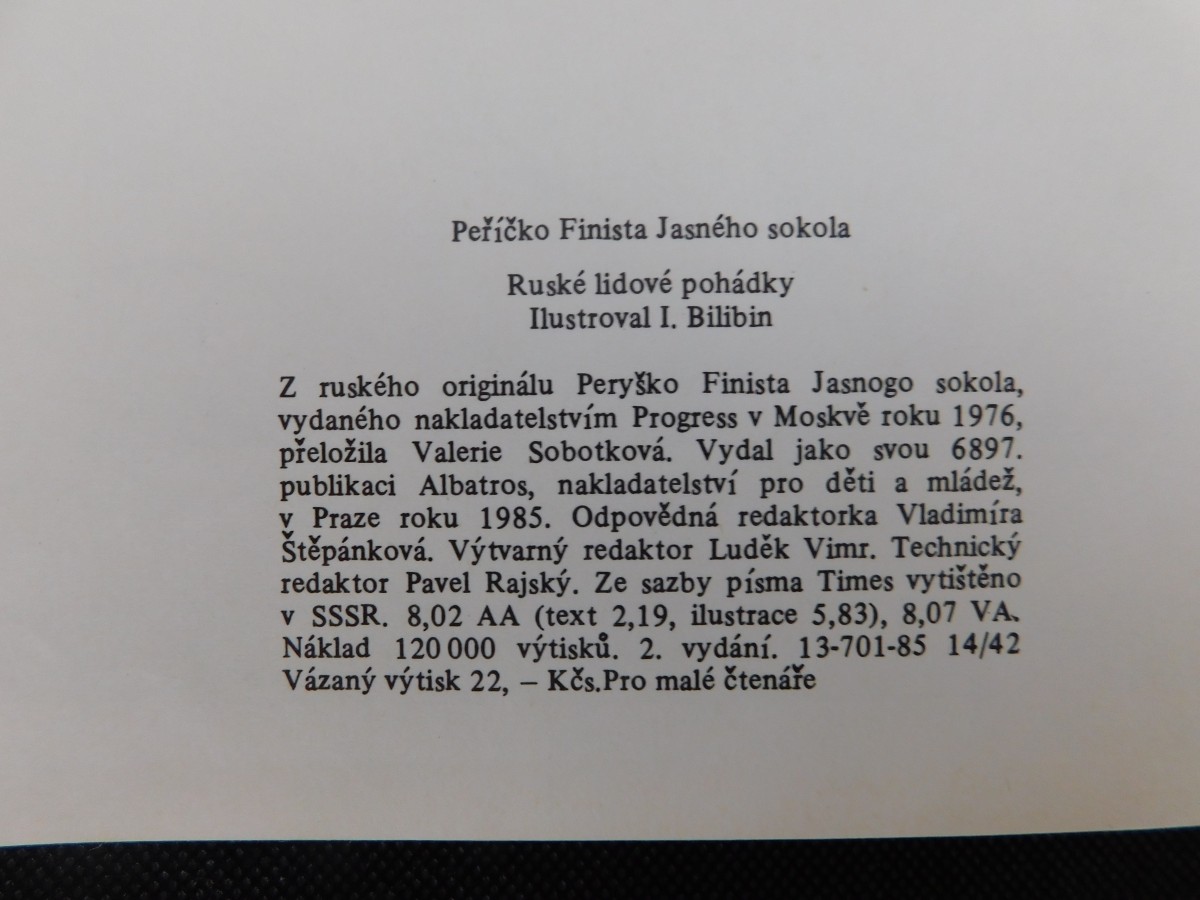 Peříčko Finista Jasného sokola
Ruské lidové pohádky
Ilustroval I. Bilibin
Z ruského originálu Peryško Finista Jasnogo sokola,
vydaného nakladatelstvím Progress v Moskvě roku 1976,
přeložila Valerie Sobotková. Vydal jako svou 6897.
publikaci Albatros, nakladatelství pro děti a mládež,
v Praze roku 1985. Odpovědná redaktorka Vladimíra
Štěpánková. Výtvarný redaktor Luděk Vimr. Technický
redaktor Pavel Rajský. Ze sazby písma Times vytištěno
v SSSR. 8,02 AA (text 2,19, ilustrace 5,83), 8,07 VA.
Náklad 120 000 výtisků. 2. vydání. 13-701-85 14/42
Vázaný výtisk 22, – Kčs.Pro malé čtenáře